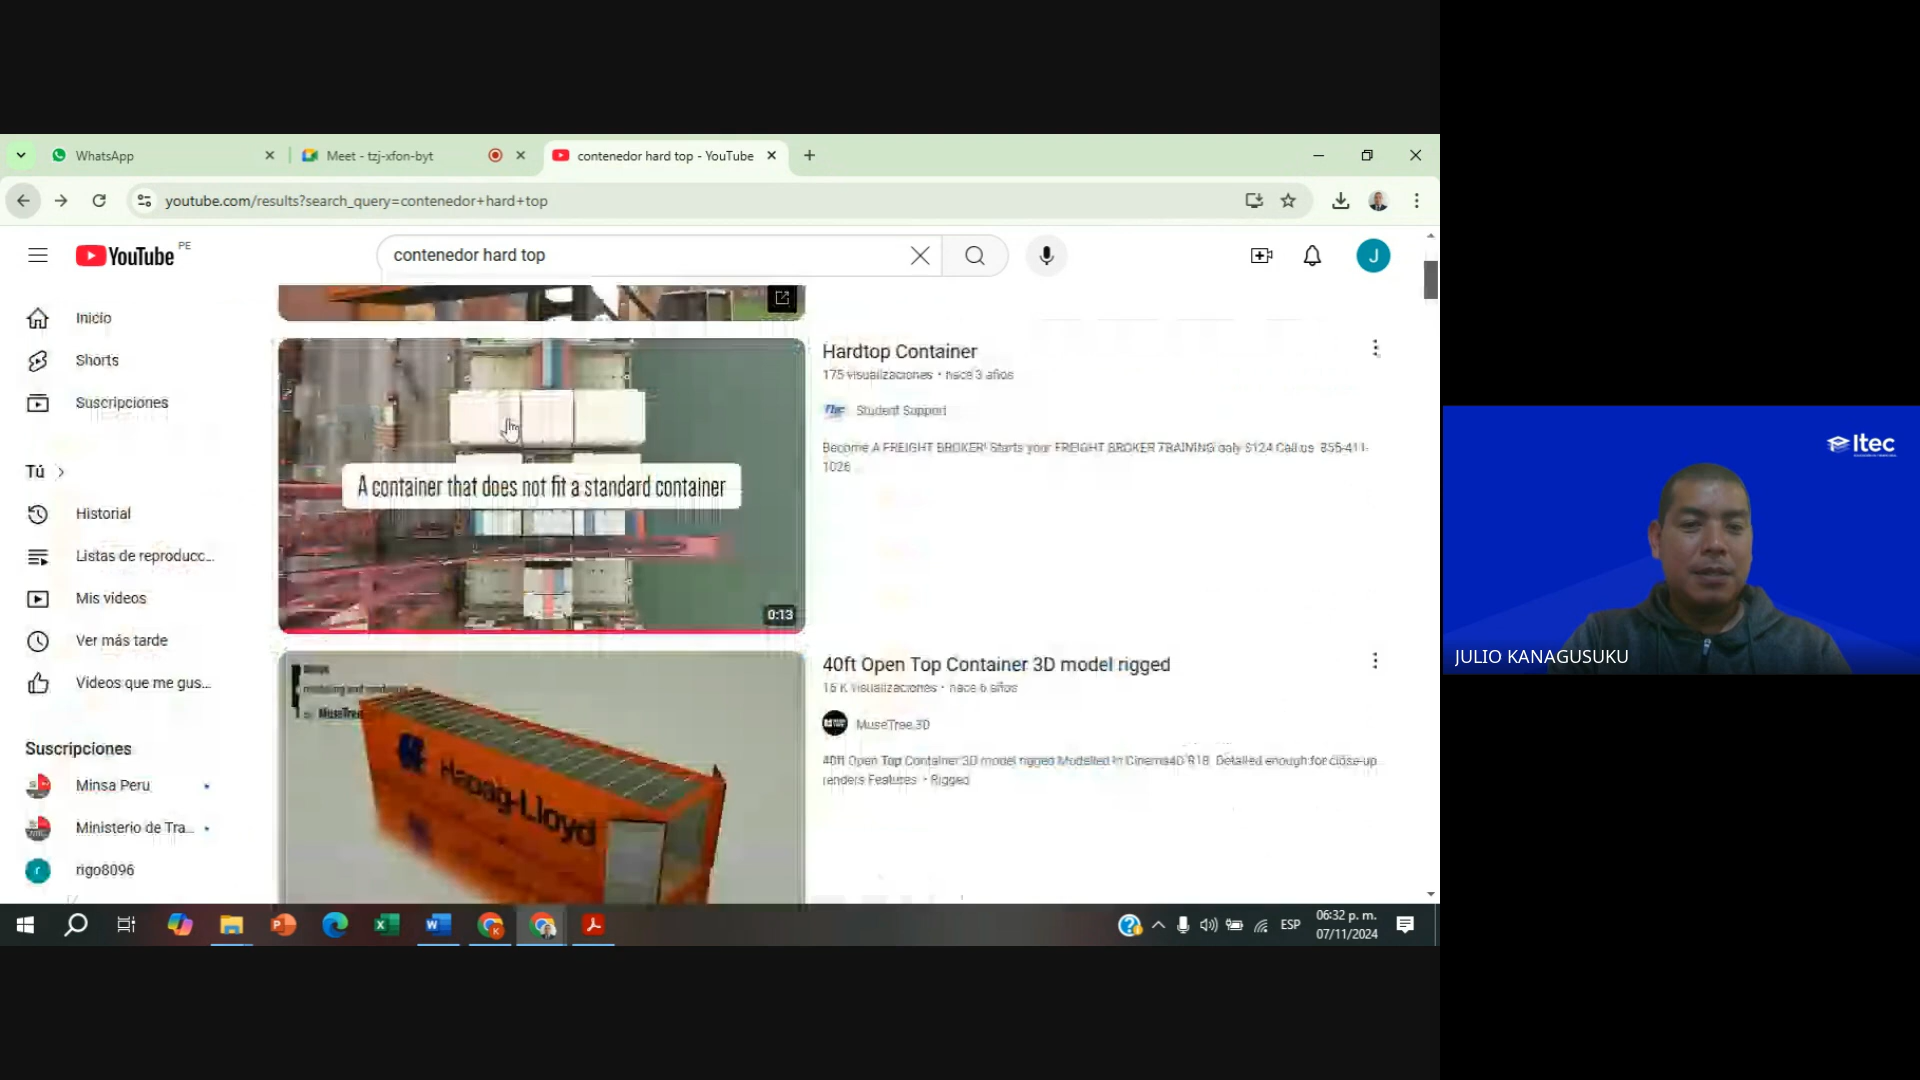 WhatsApp
Meet - tzj-xfon-byt
contenedor hard top - YouTube
youtube.com/results?search_query=contenedor+hard+top
YouTube PE
contenedor hard top
J
Inicio
Shorts
Suscripciones
Tú
Historial
Listas de reproducc...
Mis videos
Ver más tarde
Videos que me gus...
Suscripciones
Minsa Peru
Ministerio de Tra...
r
rigo8096
A container that does not fit a standard container
0:13
Hardtop Container
175 visualizaciones • hace 3 años
Student Support
Become A FREIGHT BROKER! Starts your FREIGHT BROKER TRAINING only $124 Call us 855-411-
1026
MuseTree
Hapag-Lloyd
40ft Open Top Container 3D model rigged
16 K visualizaciones • hace 6 años
MuseTree 3D
40ft Open Top Container 3D model rigged Modelled in Cinema4D R18. Detailed enough for close-up
renders Features • Rigged
ESP
06:32 p. m.
07/11/2024
Itec
JULIO KANAGUSUKU